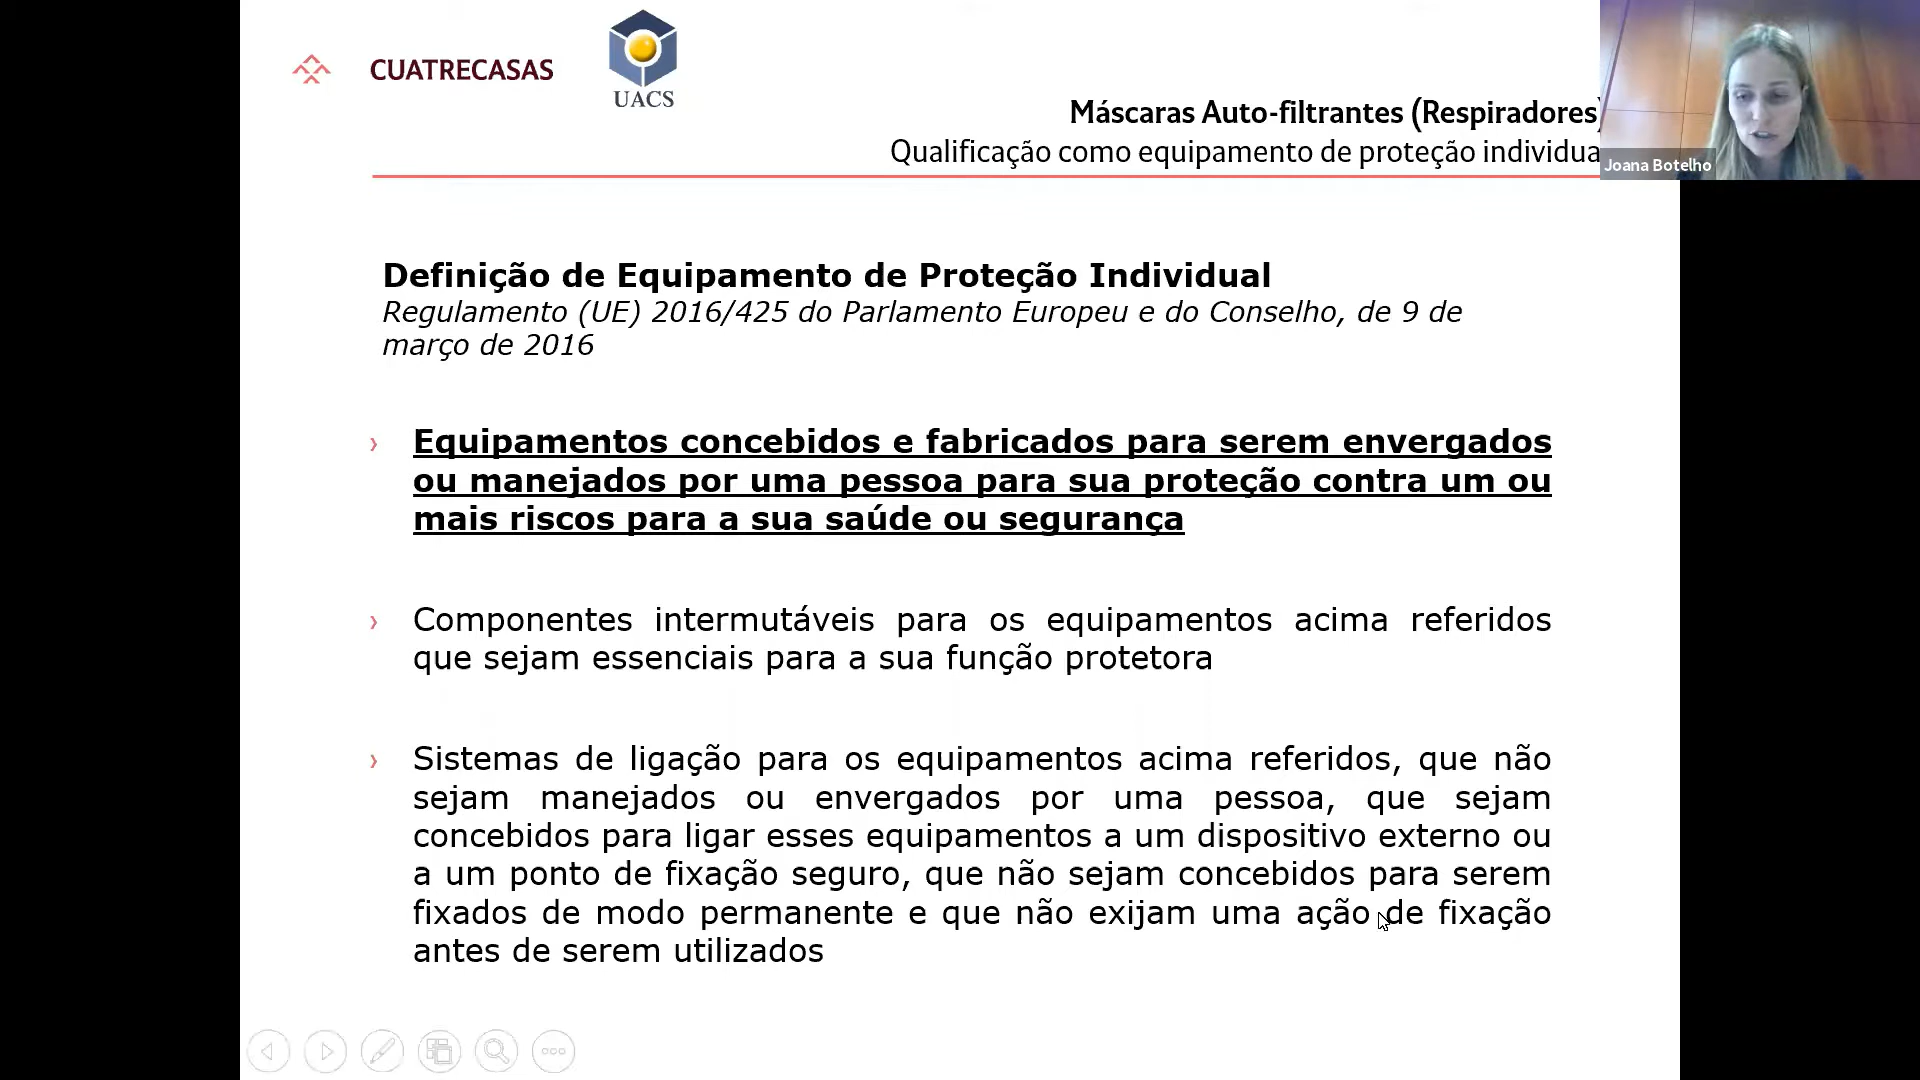 CUATRECASAS
UACS
Máscaras Auto-filtrantes (Respiradores)
Qualificação como equipamento de proteção individua
Joana Botelho
Definição de Equipamento de Proteção Individual
Regulamento (UE) 2016/425 do Parlamento Europeu e do Conselho, de 9 de
março de 2016
› Equipamentos concebidos e fabricados para serem envergados
ou manejados por uma pessoa para sua proteção contra um ou
mais riscos para a sua saúde ou segurança
› Componentes intermutáveis para os equipamentos acima referidos
que sejam essenciais para a sua função protetora
› Sistemas de ligação para os equipamentos acima referidos, que não
sejam manejados ou envergados por uma pessoa, que sejam
concebidos para ligar esses equipamentos a um dispositivo externo ou
a um ponto de fixação seguro, que não sejam concebidos para serem
fixados de modo permanente e que não exijam uma ação de fixação
antes de serem utilizados